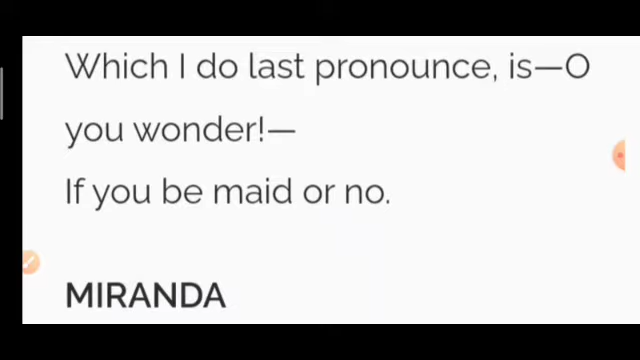 Which I do last pronounce, is—O
you wonder!—
If you be maid or no.
MIRANDA